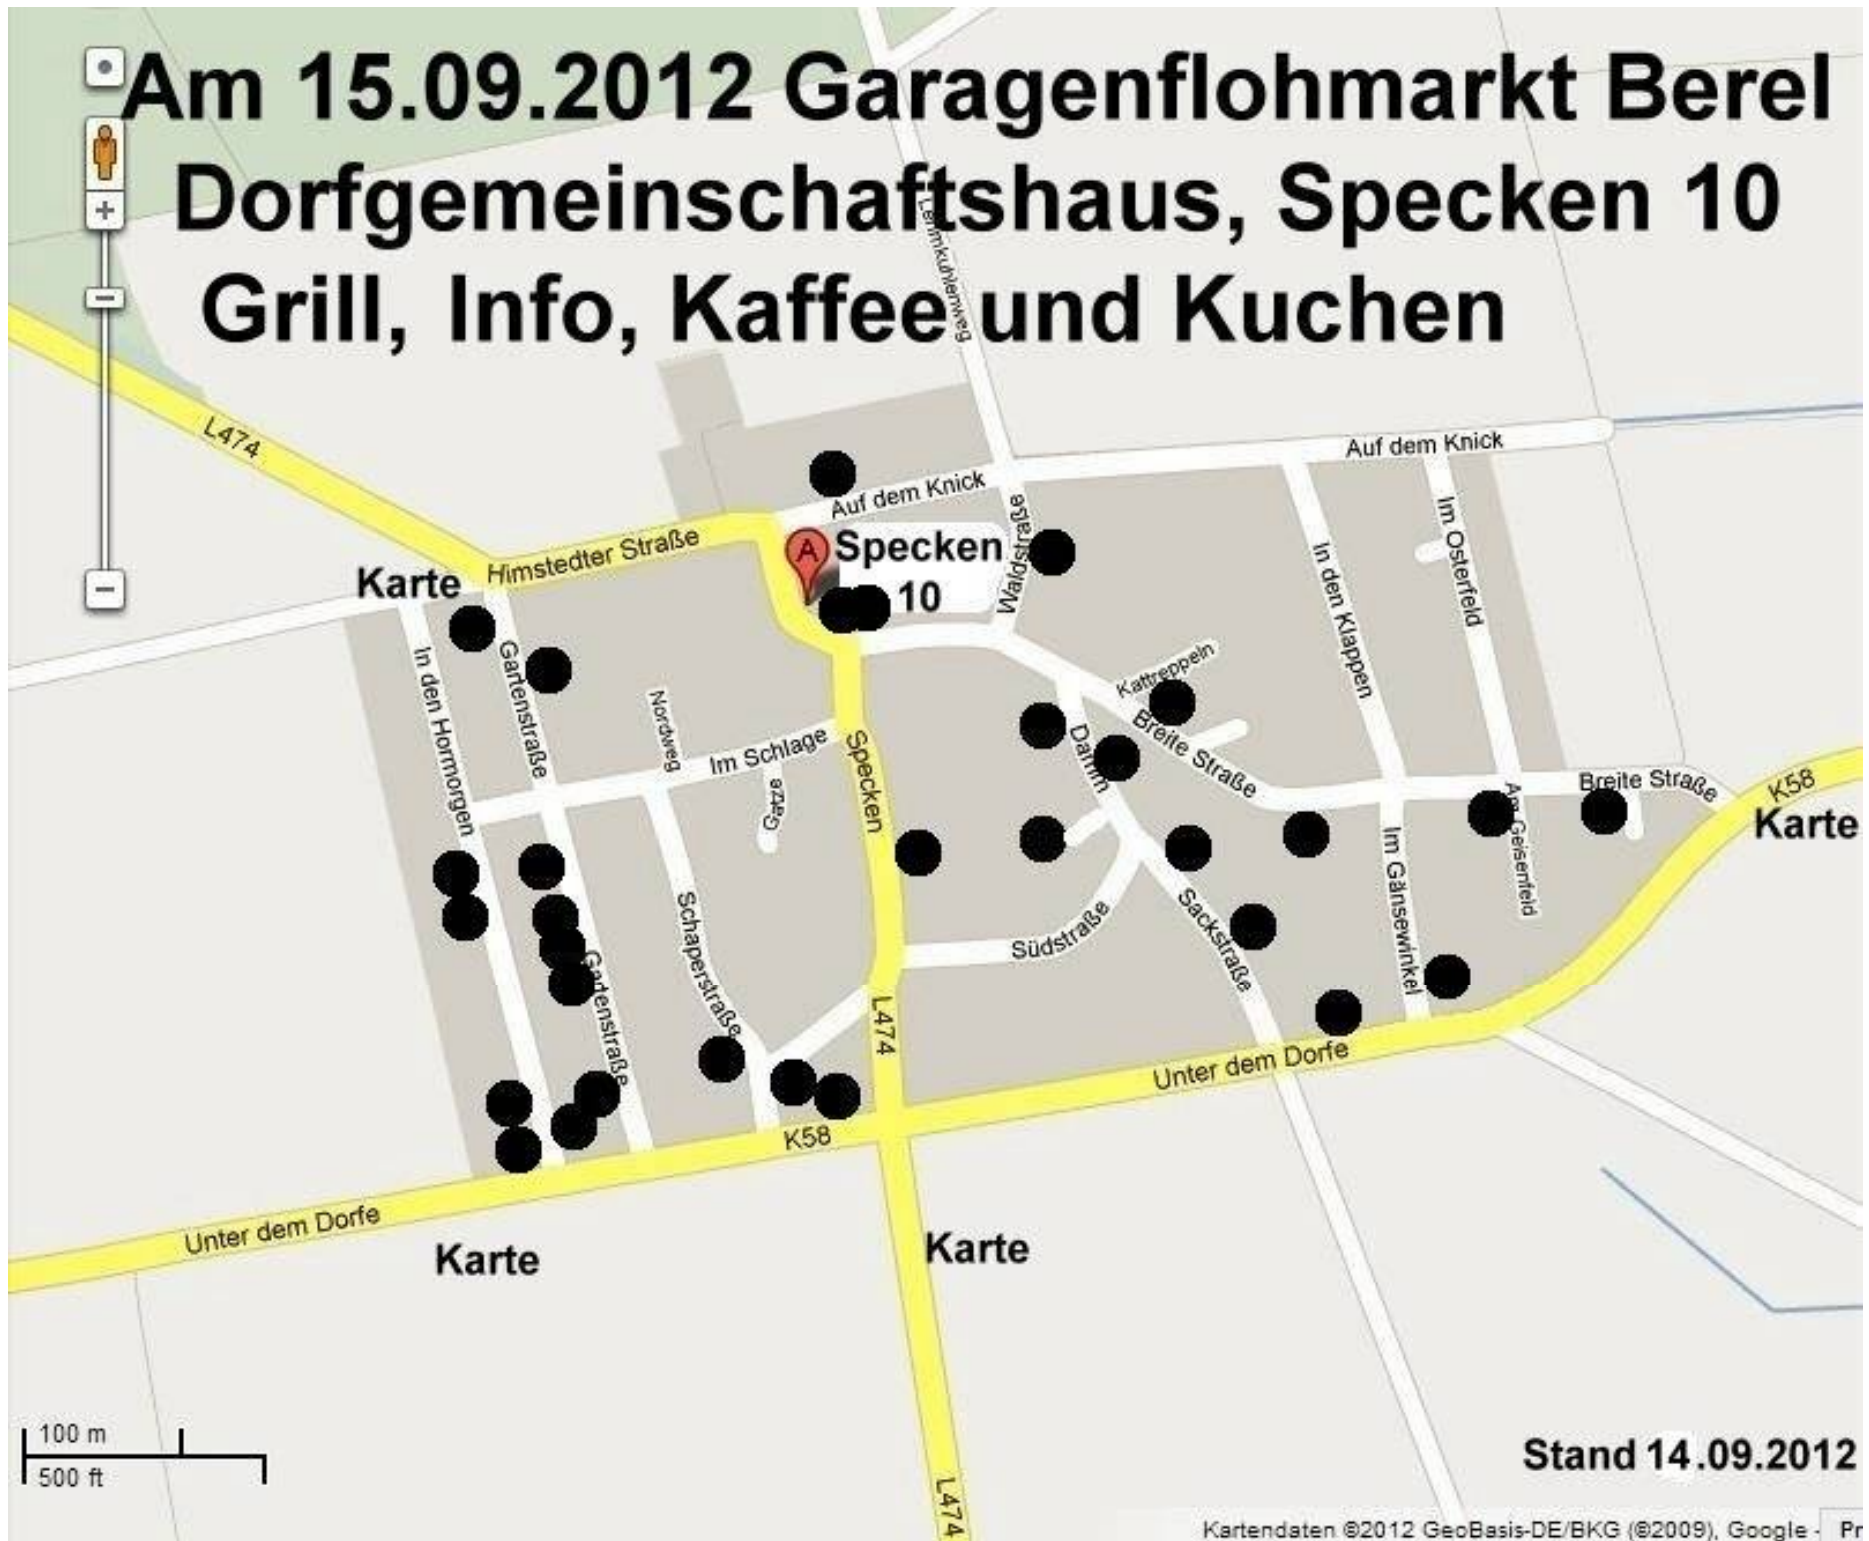 Am 15.09.2012 Garagenflohmarkt Berel
Dorfgemeinschaftshaus, Specken 10
Grill, Info, Kaffee und Kuchen
Lehmkuhlenweg
L474
Auf dem Knick
Auf dem Knick
Himstedter Straße
A
Specken
10
Waldstraße
Karte
In den Klappen
Im Osterfeld
In den Hormorgen
Gartenstraße
Nordweg
Im Schlage
Gatze
Specken
Kattreppeln
Damm
Breite Straße
Breite Straße
K58
Karte
Am Geisenfeld
Im Gänsewinkel
Schaperstraße
Südstraße
Sackstraße
Gartenstraße
L474
Unter dem Dorfe
K58
Unter dem Dorfe
Karte
Karte
100 m
500 ft
L474
Stand 14.09.2012
Kartendaten ©2012 GeoBasis-DE/BKG (©2009), Google - Pr